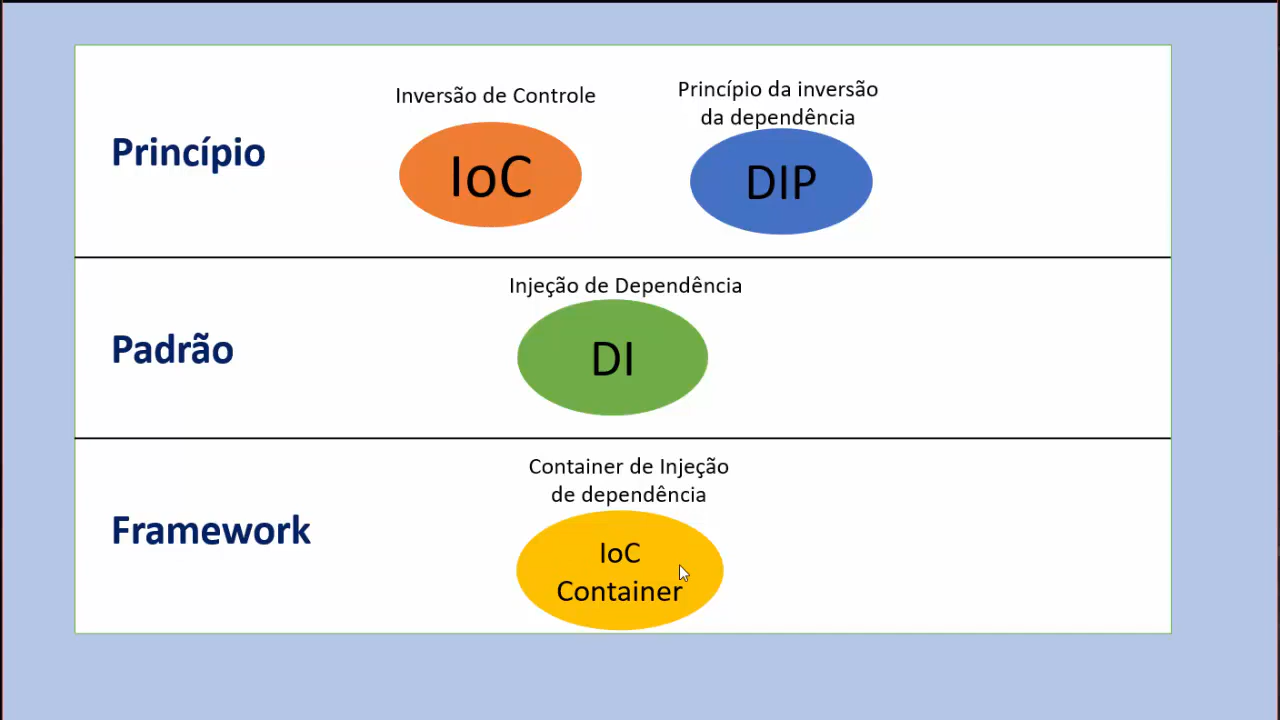 Inversão de Controle
Princípio da inversão
da dependência
Princípio
IoC
DIP
Injeção de Dependência
Padrão
DI
Container de Injeção
de dependência
Framework
IoC
Container